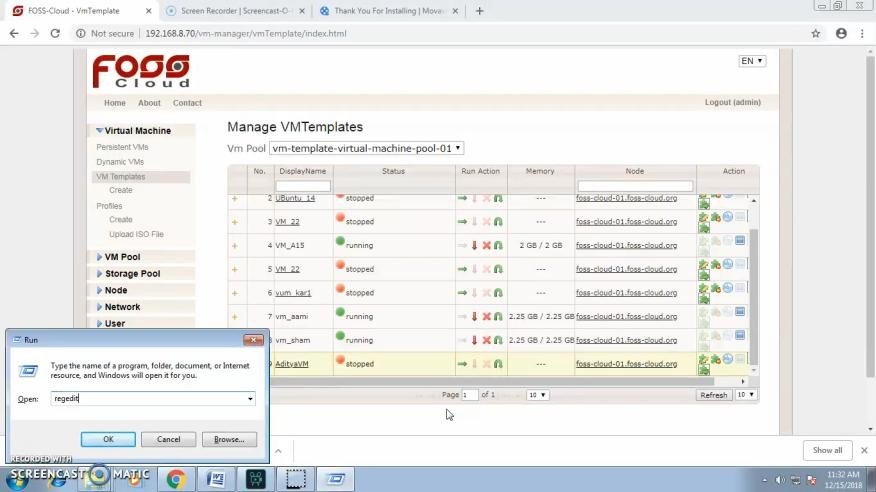 FOSS-Cloud - VmTemplate
Screen Recorder | Screencast-O-
Thank You For Installing | Mova
Not secure | 192.168.8.70/vm-manager/vmTemplate/index.html
FOSS
Cloud
EN
Home About Contact
Logout (admin)
Virtual Machine
Persistent VMs
Dynamic VMs
VM Templates
Create
Profiles
Create
Upload ISO File
VM Pool
Storage Pool
Node
Network
User
Manage VMTemplates
Vm Pool vm-template-virtual-machine-pool-01
No. DisplayName Status Run Action Memory Node Action
2 UBuntu_14 stopped --- foss-cloud-01.foss-cloud.org
3 VM_22 stopped --- foss-cloud-01.foss-cloud.org
4 VM_A15 running 2 GB / 2 GB foss-cloud-01.foss-cloud.org
5 VM_22 stopped --- foss-cloud-01.foss-cloud.org
6 vum_kar1 stopped --- foss-cloud-01.foss-cloud.org
7 vm_aami running 2.25 GB / 2.25 GB foss-cloud-01.foss-cloud.org
8 vm_sham running 2.25 GB / 2.25 GB foss-cloud-01.foss-cloud.org
9 AdityaVM stopped --- foss-cloud-01.foss-cloud.org
Page 1 of 1 10
Refresh 10
Run
Type the name of a program, folder, document, or Internet
resource, and Windows will open it for you.
Open: regedit
OK Cancel Browse...
Show all
RECORDED WITH
SCREENCAST MATIC
11:32 AM
12/15/2018